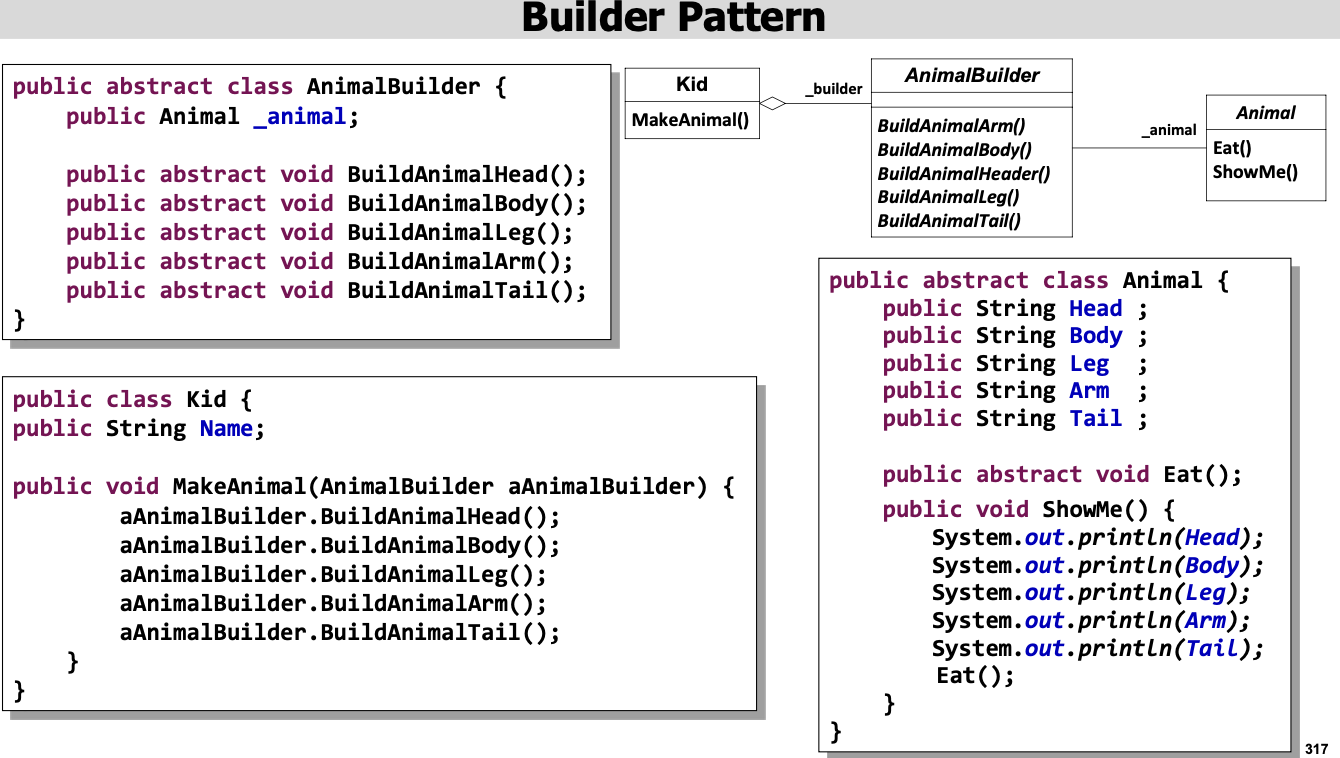 Builder Pattern
public abstract class AnimalBuilder {
public Animal _animal;
public abstract void BuildAnimalHead();
public abstract void BuildAnimalBody();
public abstract void BuildAnimalLeg();
public abstract void BuildAnimalArm();
public abstract void BuildAnimalTail();
}
Kid
MakeAnimal()
_builder
AnimalBuilder
BuildAnimalArm()
BuildAnimalBody()
BuildAnimalHeader()
BuildAnimalLeg()
BuildAnimalTail()
_animal
Animal
Eat()
ShowMe()
public class Kid {
public String Name;
public void MakeAnimal(AnimalBuilder aAnimalBuilder) {
aAnimalBuilder.BuildAnimalHead();
aAnimalBuilder.BuildAnimalBody();
aAnimalBuilder.BuildAnimalLeg();
aAnimalBuilder.BuildAnimalArm();
aAnimalBuilder.BuildAnimalTail();
}
}
public abstract class Animal {
public String Head ;
public String Body ;
public String Leg ;
public String Arm ;
public String Tail ;
public abstract void Eat();
public void ShowMe() {
System.out.println(Head);
System.out.println(Body);
System.out.println(Leg);
System.out.println(Arm);
System.out.println(Tail);
Eat();
}
}
317